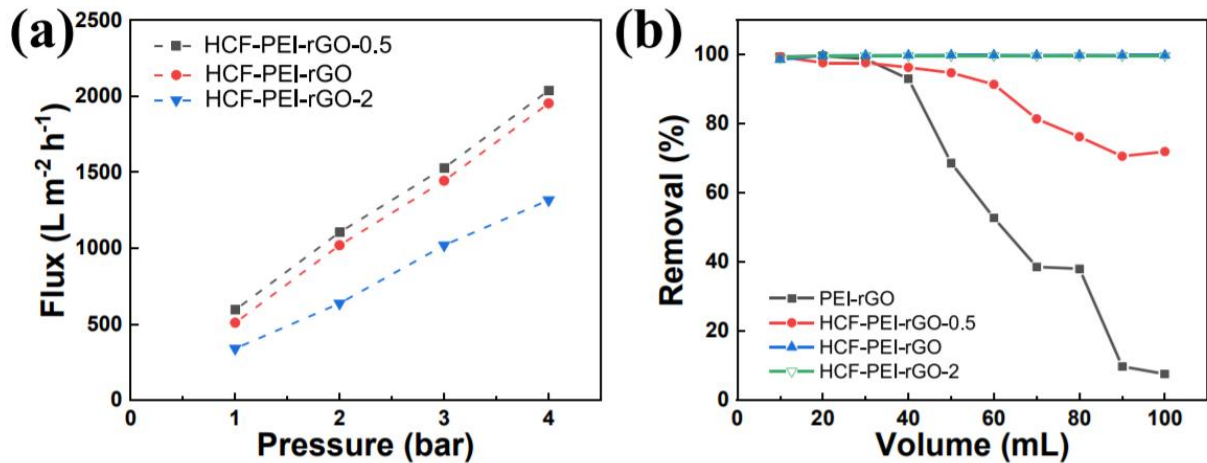 (a)
2500
2000
1500
1000
500
0
Flux (L m⁻² h⁻¹)
HCF-PEI-rGO-0.5
HCF-PEI-rGO
HCF-PEI-rGO-2
0 1 2 3 4
Pressure (bar)
(b)
100
80
60
40
20
0
Removal (%)
PEI-rGO
HCF-PEI-rGO-0.5
HCF-PEI-rGO
HCF-PEI-rGO-2
0 20 40 60 80 100
Volume (mL)